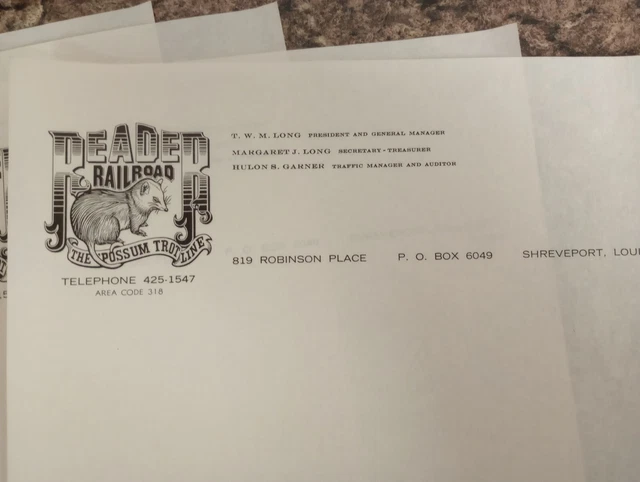 READER
RAILROAD
THE POSSUM TROT LINE
TELEPHONE 425-1547
AREA CODE 318
T. W. M. LONG PRESIDENT AND GENERAL MANAGER
MARGARET J. LONG SECRETARY-TREASURER
HULON S. GARNER TRAFFIC MANAGER AND AUDITOR
819 ROBINSON PLACE P. O. BOX 6049 SHREVEPORT, LOUI